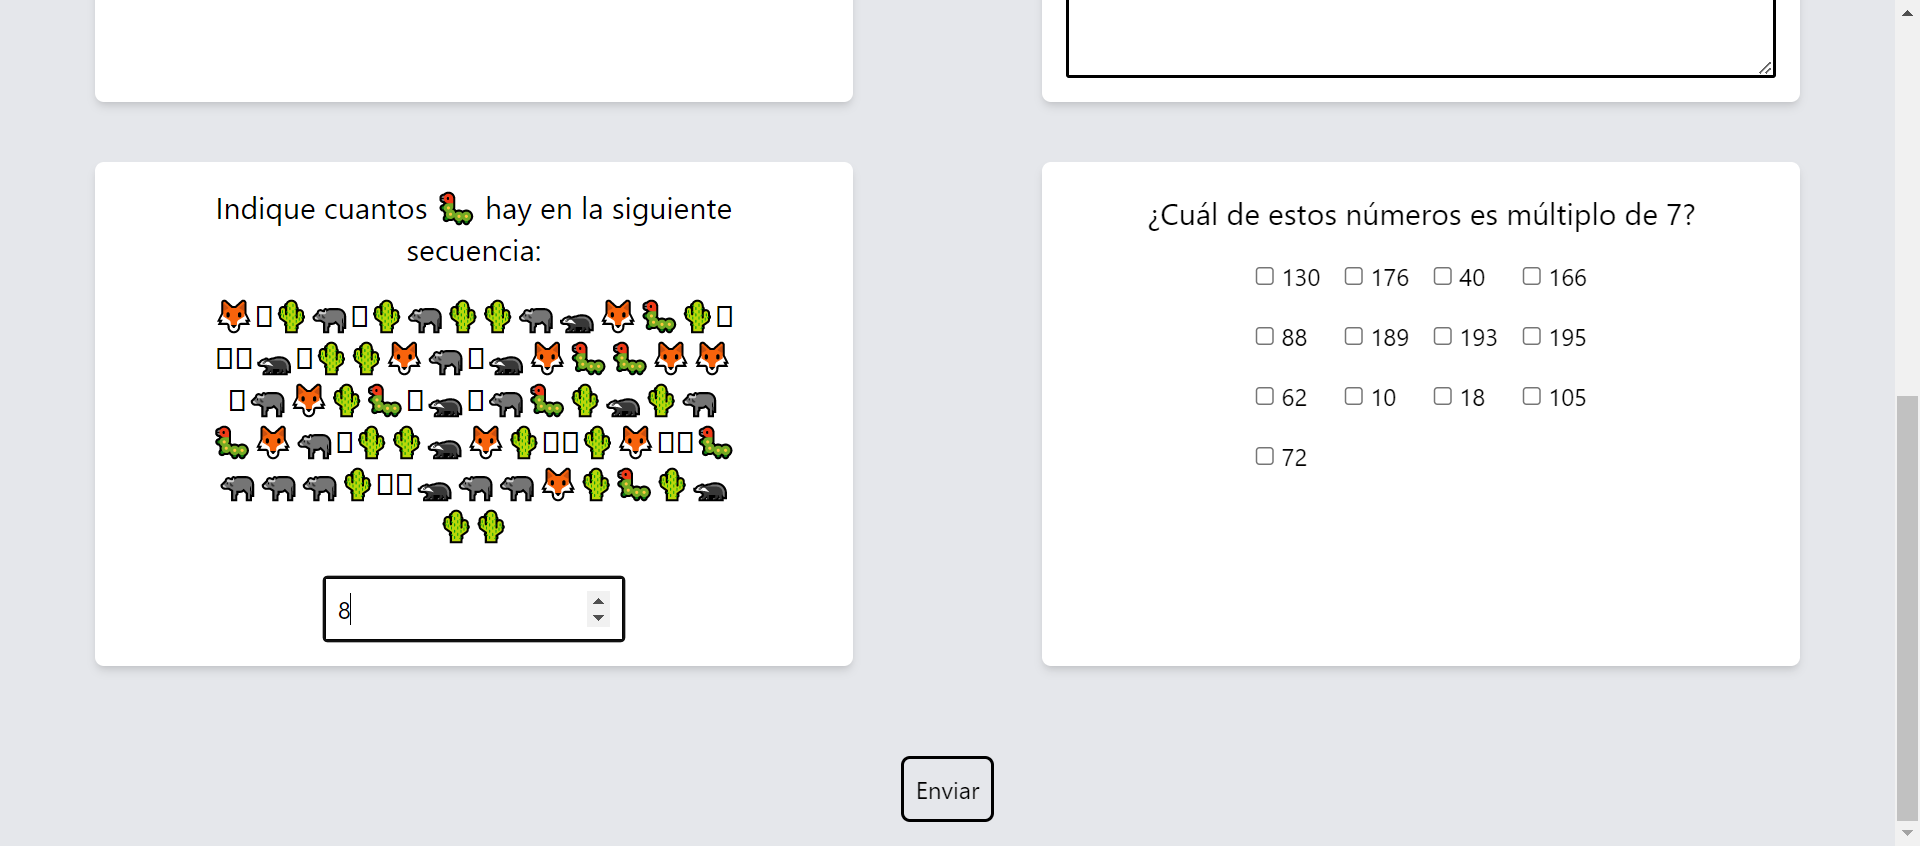 Indique cuantos 🐛 hay en la siguiente
secuencia:
🦊▯🌵🦛▯🌵🦛🌵🌵🦛🦡🦊🐛🌵▯
▯▯🦡▯🌵🌵🦊🦛▯🦡🦊🐛🐛🦊🦊
▯🦛🦊🌵🐛▯🦡▯🦛🐛🌵🦡🌵🦛
🐛🦊🦛▯🌵🌵🦡🦊🌵▯▯🌵🦊▯▯🐛
🦛🦛🦛🌵▯▯🦡🦛🦛🦊🌵🐛🌵🦡
🌵🌵
8
¿Cuál de estos números es múltiplo de 7?
130 176 40 166
88 189 193 195
62 10 18 105
72
Enviar